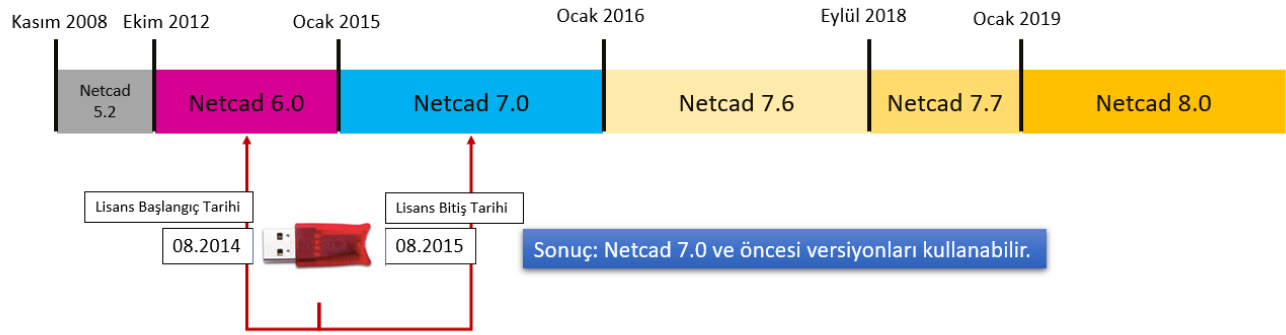 Kasım 2008
Ekim 2012
Ocak 2015
Ocak 2016
Eylül 2018
Ocak 2019
Netcad
5.2
Netcad 6.0
Netcad 7.0
Netcad 7.6
Netcad 7.7
Netcad 8.0
Lisans Başlangıç Tarihi
08.2014
Lisans Bitiş Tarihi
08.2015
Sonuç: Netcad 7.0 ve öncesi versiyonları kullanabilir.